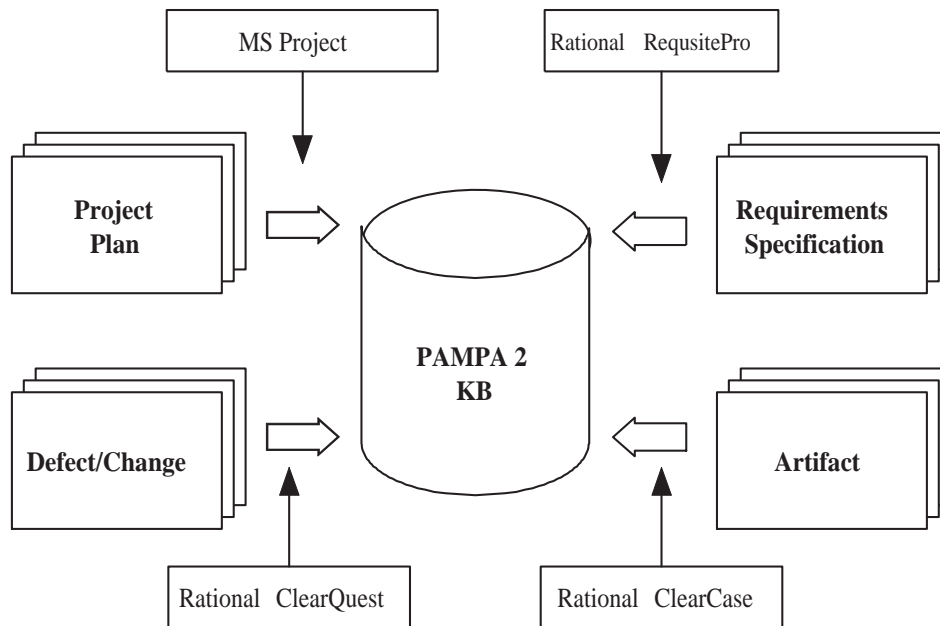 MS Project
Rational RequsitePro
Project
Plan
Requirements
Specification
PAMPA 2
KB
Defect/Change
Artifact
Rational ClearQuest
Rational ClearCase